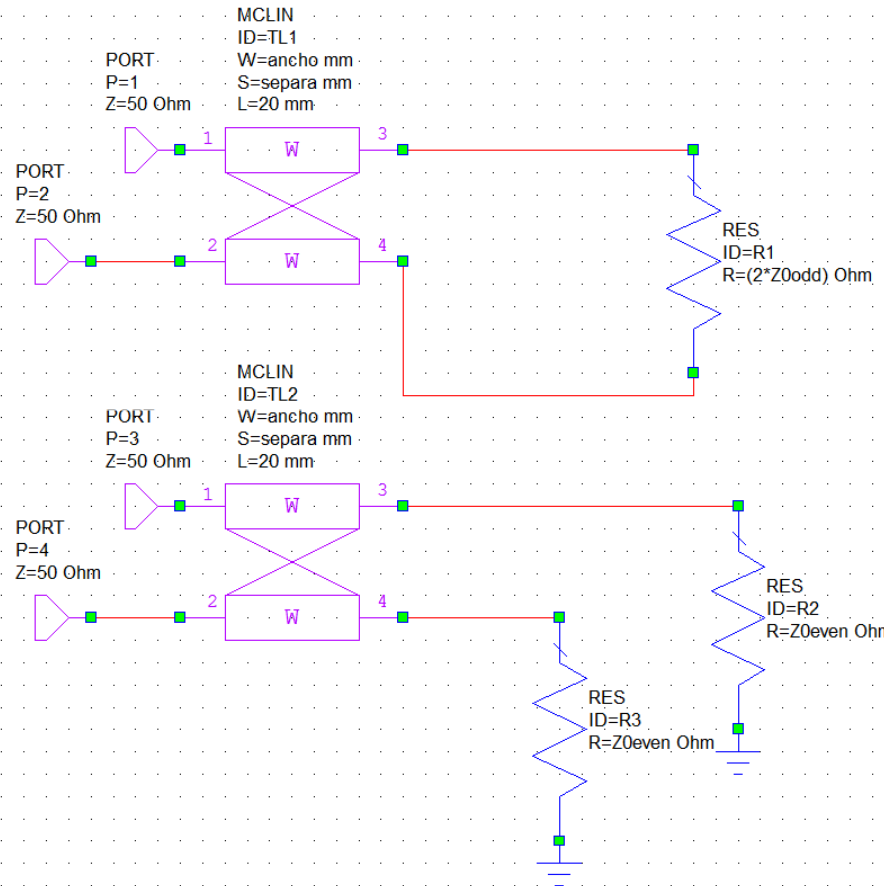 MCLIN
ID=TL1
W=ancho mm
S=separa mm
L=20 mm
PORT
P=1
Z=50 Ohm
1
W
3
PORT
P=2
Z=50 Ohm
2
W
4
RES
ID=R1
R=(2*Z0odd) Ohm
MCLIN
ID=TL2
W=ancho mm
S=separa mm
L=20 mm
PORT
P=3
Z=50 Ohm
1
W
3
PORT
P=4
Z=50 Ohm
2
W
4
RES
ID=R2
R=Z0even Ohm
RES
ID=R3
R=Z0even Ohm